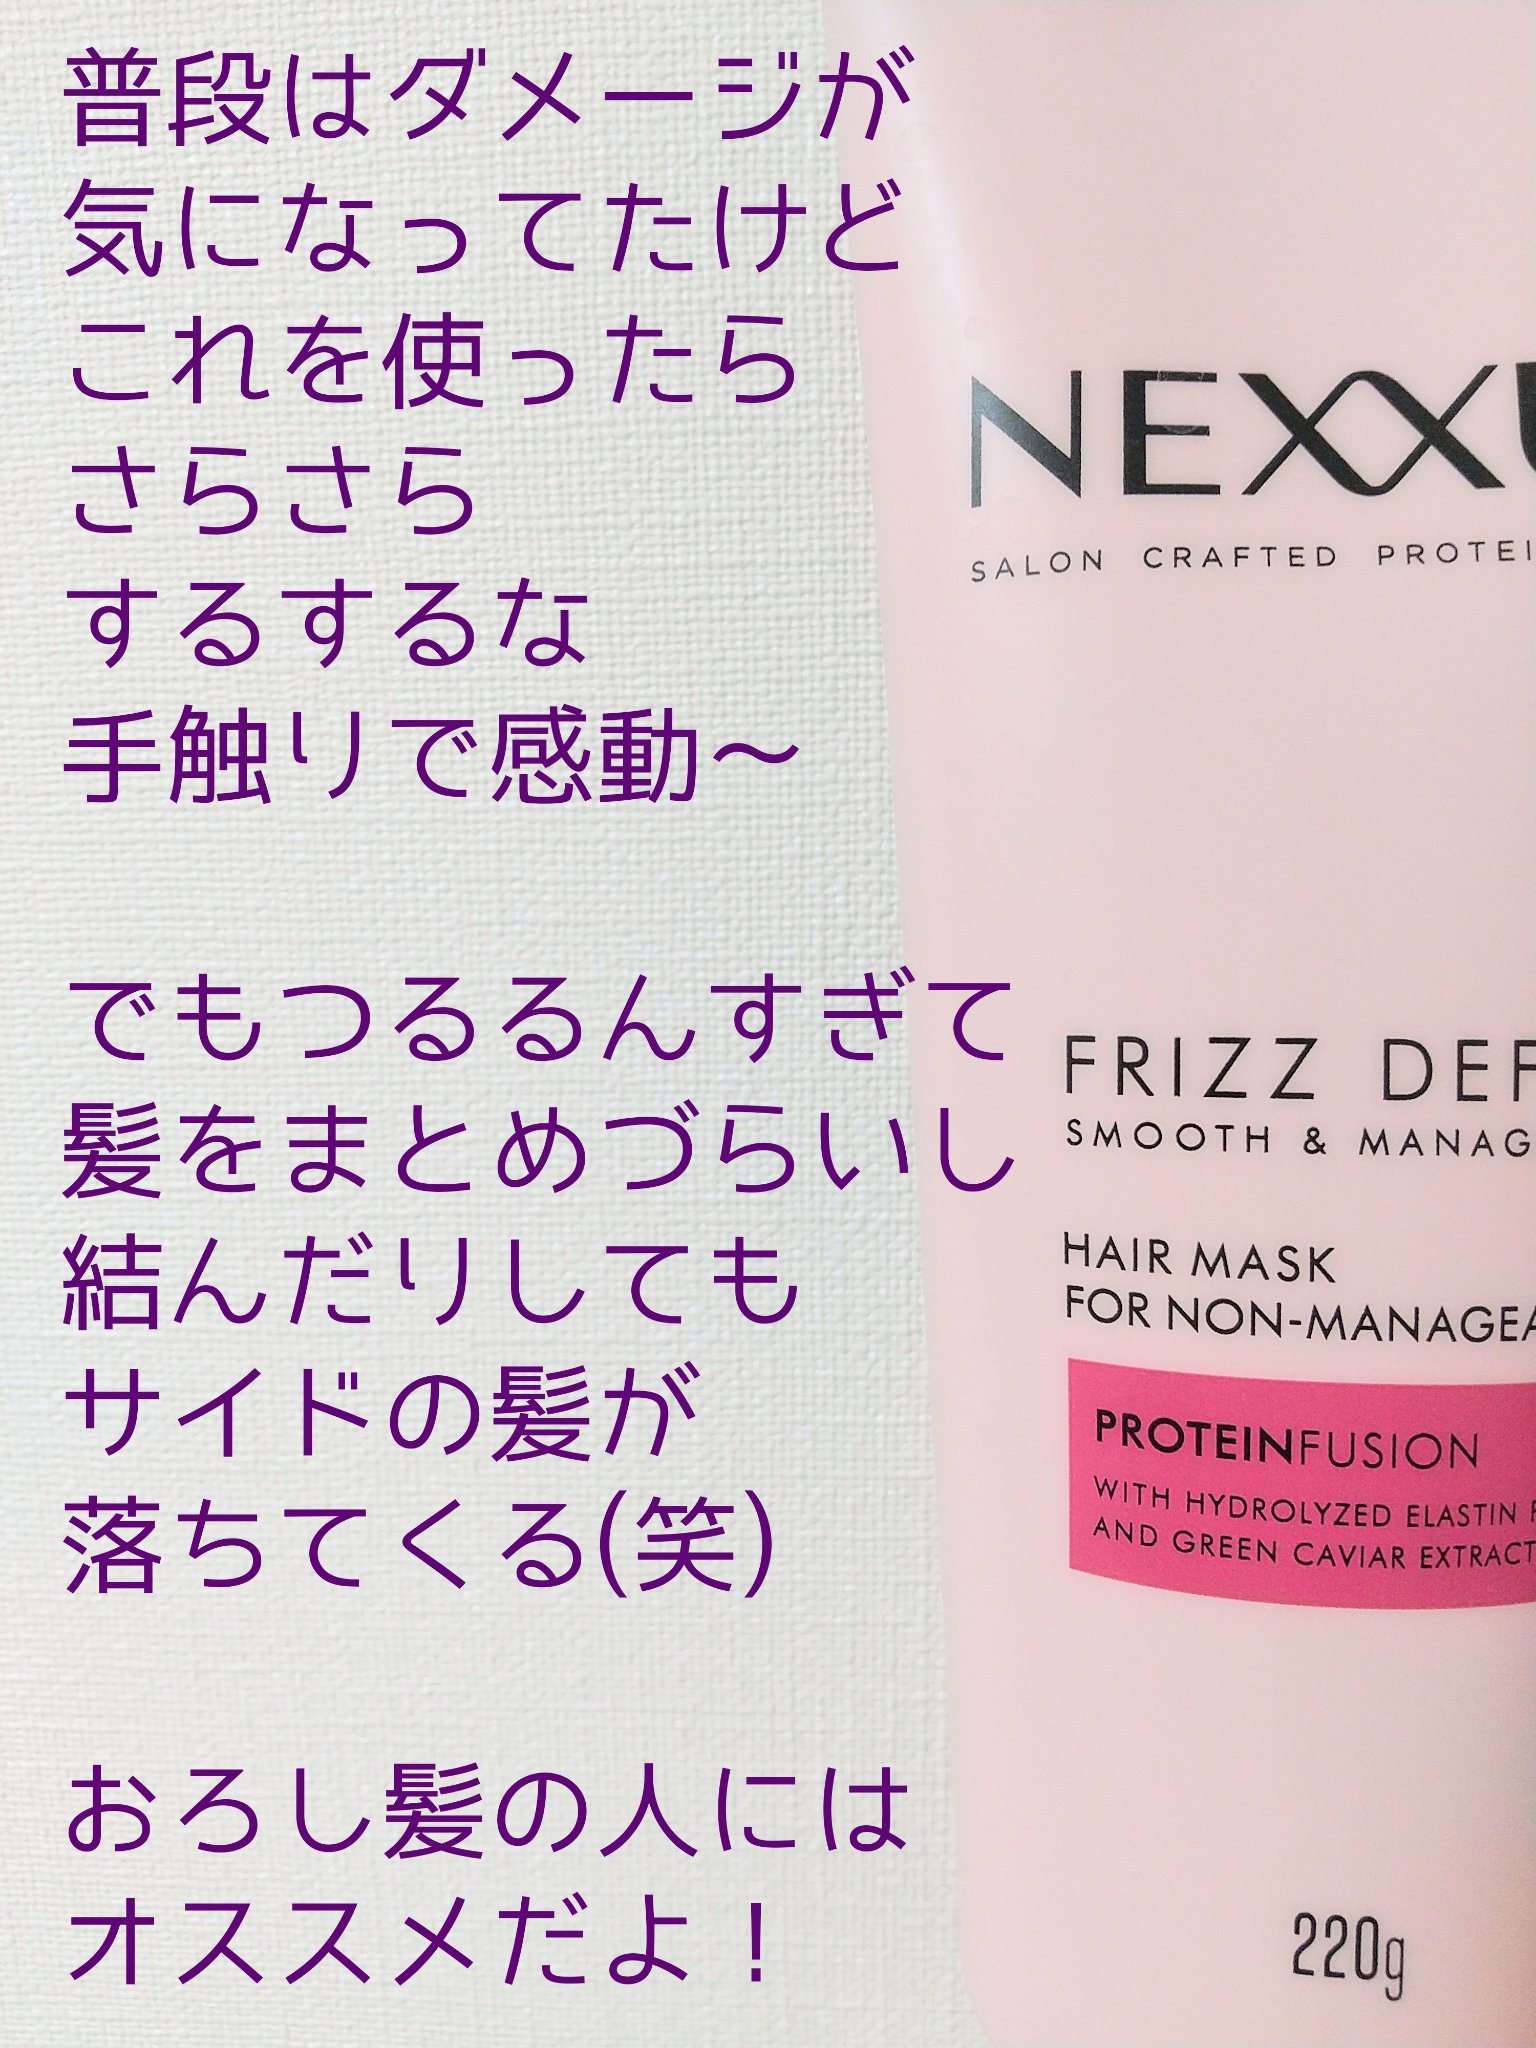 普段はダメージが
気になってたけど
これを使ったら
さらさら
するするな
手触りで感動～
でもつるるんすぎて
髪をまとめづらいし
結んだりしても
サイドの髪が
落ちてくる(笑)
おろし髪の人には
オススメだよ！
NEXXU
SALON CRAFTED PROTEI
FRIZZ DEF
SMOOTH & MANAG
HAIR MASK
FOR NON-MANAGEA
PROTEINFUSION
WITH HYDROLYZED ELASTIN
AND GREEN CAVIAR EXTRACT
220g